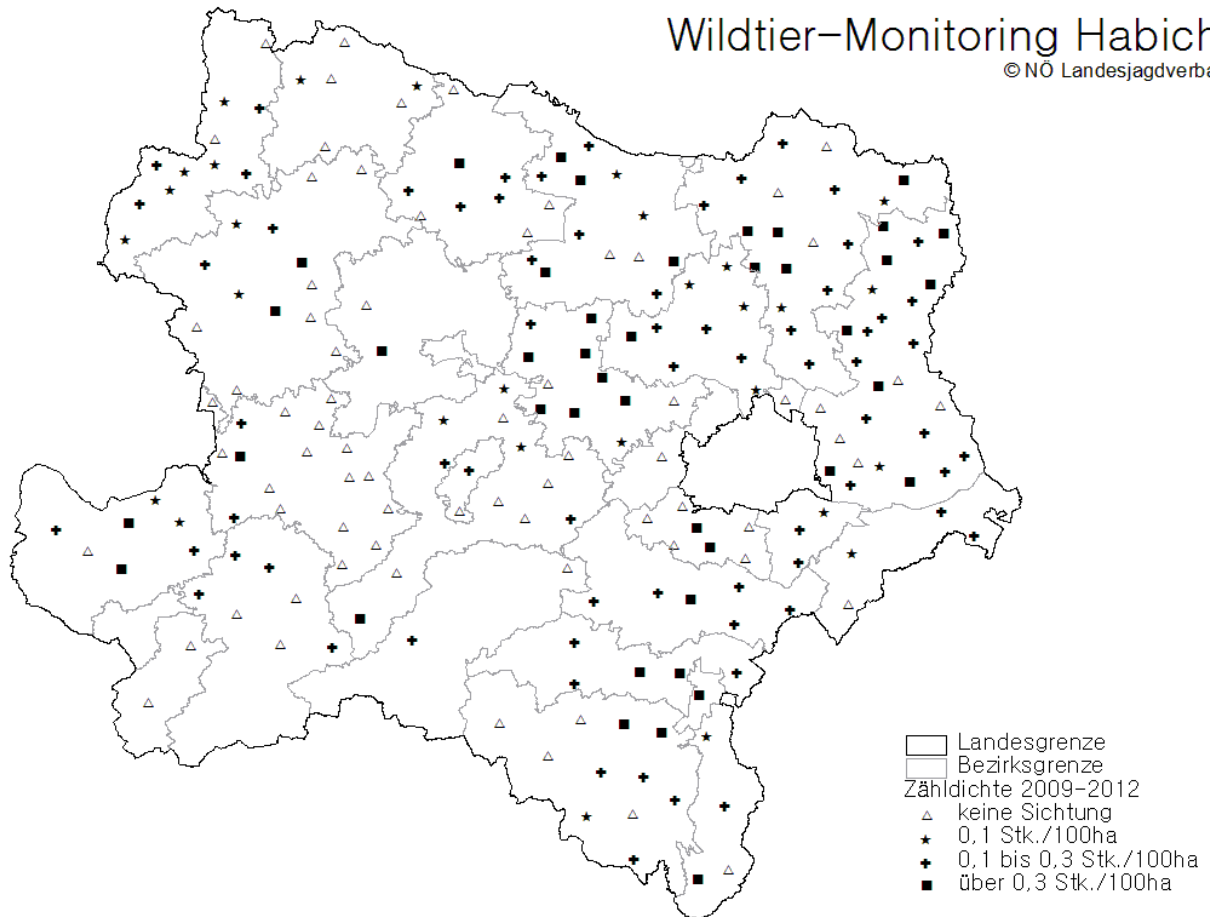 Wildtier-Monitoring Habich
© NÖ Landesjagdverba
Landesgrenze
Bezirksgrenze
Zähldichte 2009-2012
keine Sichtung
0,1 Stk./100ha
0,1 bis 0,3 Stk./100ha
über 0,3 Stk./100ha